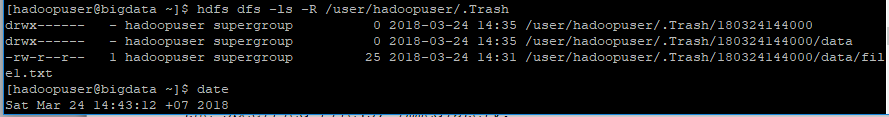 [hadoopuser@bigdata ~]$ hdfs dfs -ls -R /user/hadoopuser/.Trash
drwx------   - hadoopuser supergroup          0 2018-03-24 14:35 /user/hadoopuser/.Trash/180324144000
drwx------   - hadoopuser supergroup          0 2018-03-24 14:35 /user/hadoopuser/.Trash/180324144000/data
-rw-r--r--   1 hadoopuser supergroup         25 2018-03-24 14:31 /user/hadoopuser/.Trash/180324144000/data/fil
e1.txt
[hadoopuser@bigdata ~]$ date
Sat Mar 24 14:43:12 +07 2018